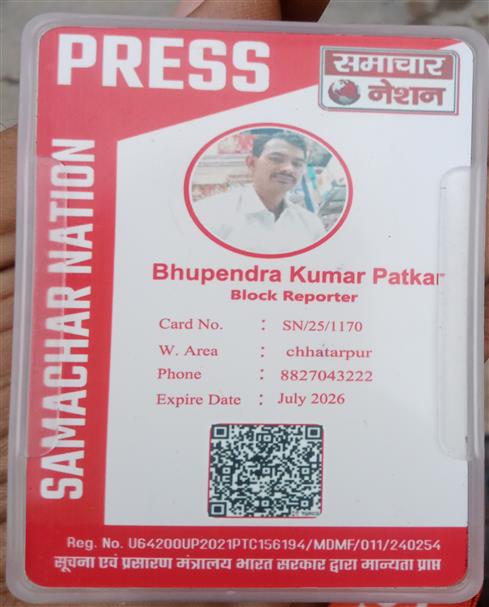 PRESS
समाचार
नेशन
SAMACHAR NATION
Bhupendra Kumar Patkar
Block Reporter
Card No. : SN/25/1170
W. Area : chhatarpur
Phone : 8827043222
Expire Date : July 2026
Reg. No. U64200UP2021PTC156194/MDMF/011/240254
सूचना एवं प्रसारण मंत्रालय भारत सरकार द्वारा मान्यता प्राप्त